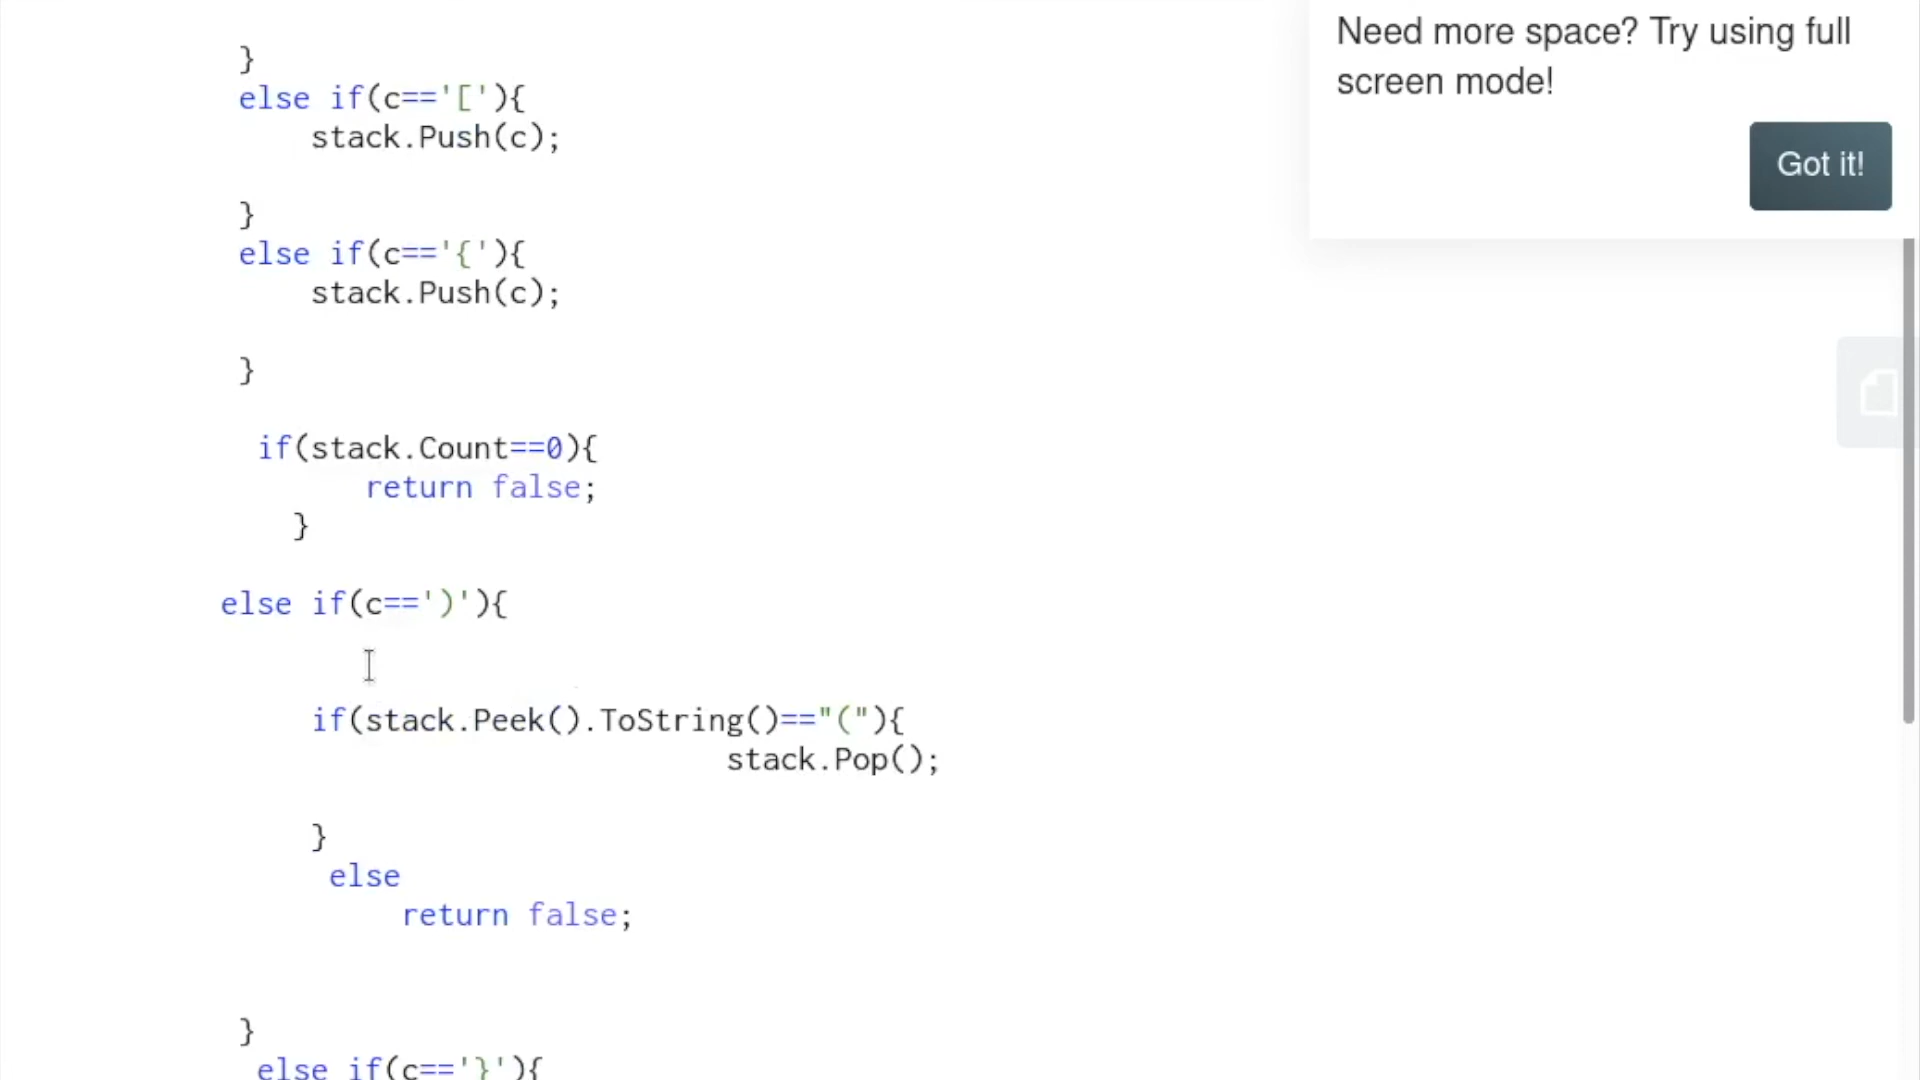 }
else if(c=='['){
stack.Push(c);
}
else if(c=='{'){
stack.Push(c);
}
if(stack.Count==0){
return false;
}
else if(c==')'){
if(stack.Peek().ToString()=="("){
stack.Pop();
}
else
return false;
}
else if(c=='}'){
Need more space? Try using full
screen mode!
Got it!